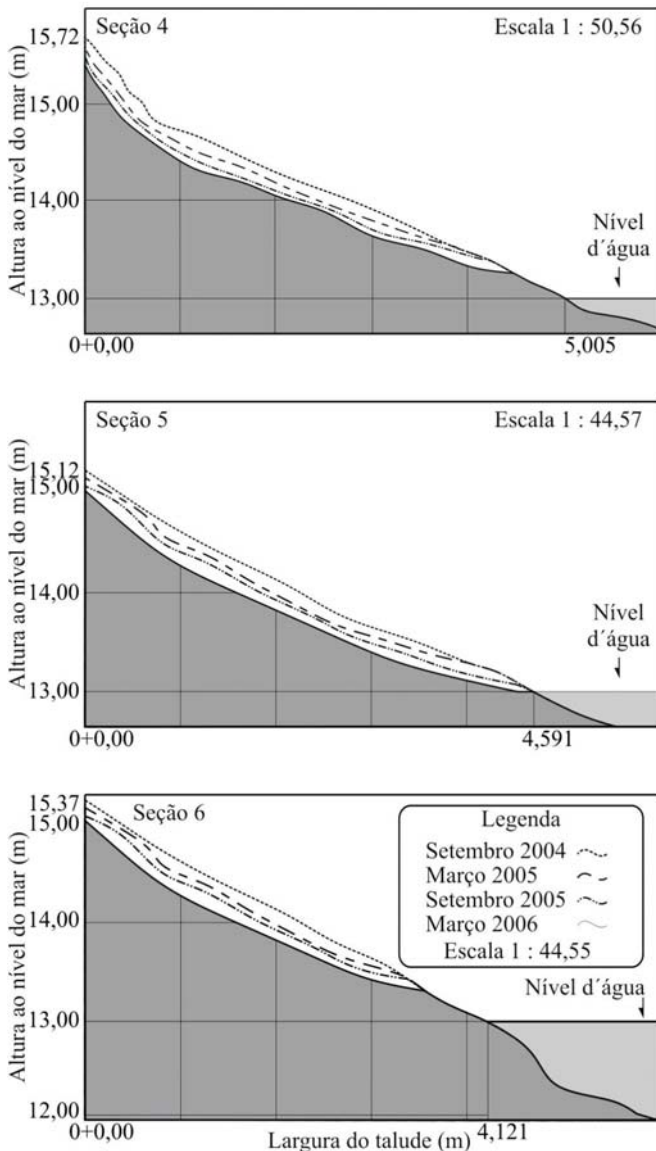 Seção 4
Escala 1 : 50,56
Altura ao nível do mar (m)
15,72
15,00
14,00
13,00
Nível
d´água
0+0,00
5,005
Seção 5
Escala 1 : 44,57
Altura ao nível do mar (m)
15,12
15,00
14,00
13,00
Nível
d´água
0+0,00
4,591
Seção 6
Altura ao nível do mar (m)
15,37
15,00
14,00
13,00
12,00
Legenda
Setembro 2004
Março 2005
Setembro 2005
Março 2006
Escala 1 : 44,55
Nível d´água
0+0,00
Largura do talude (m)
4,121